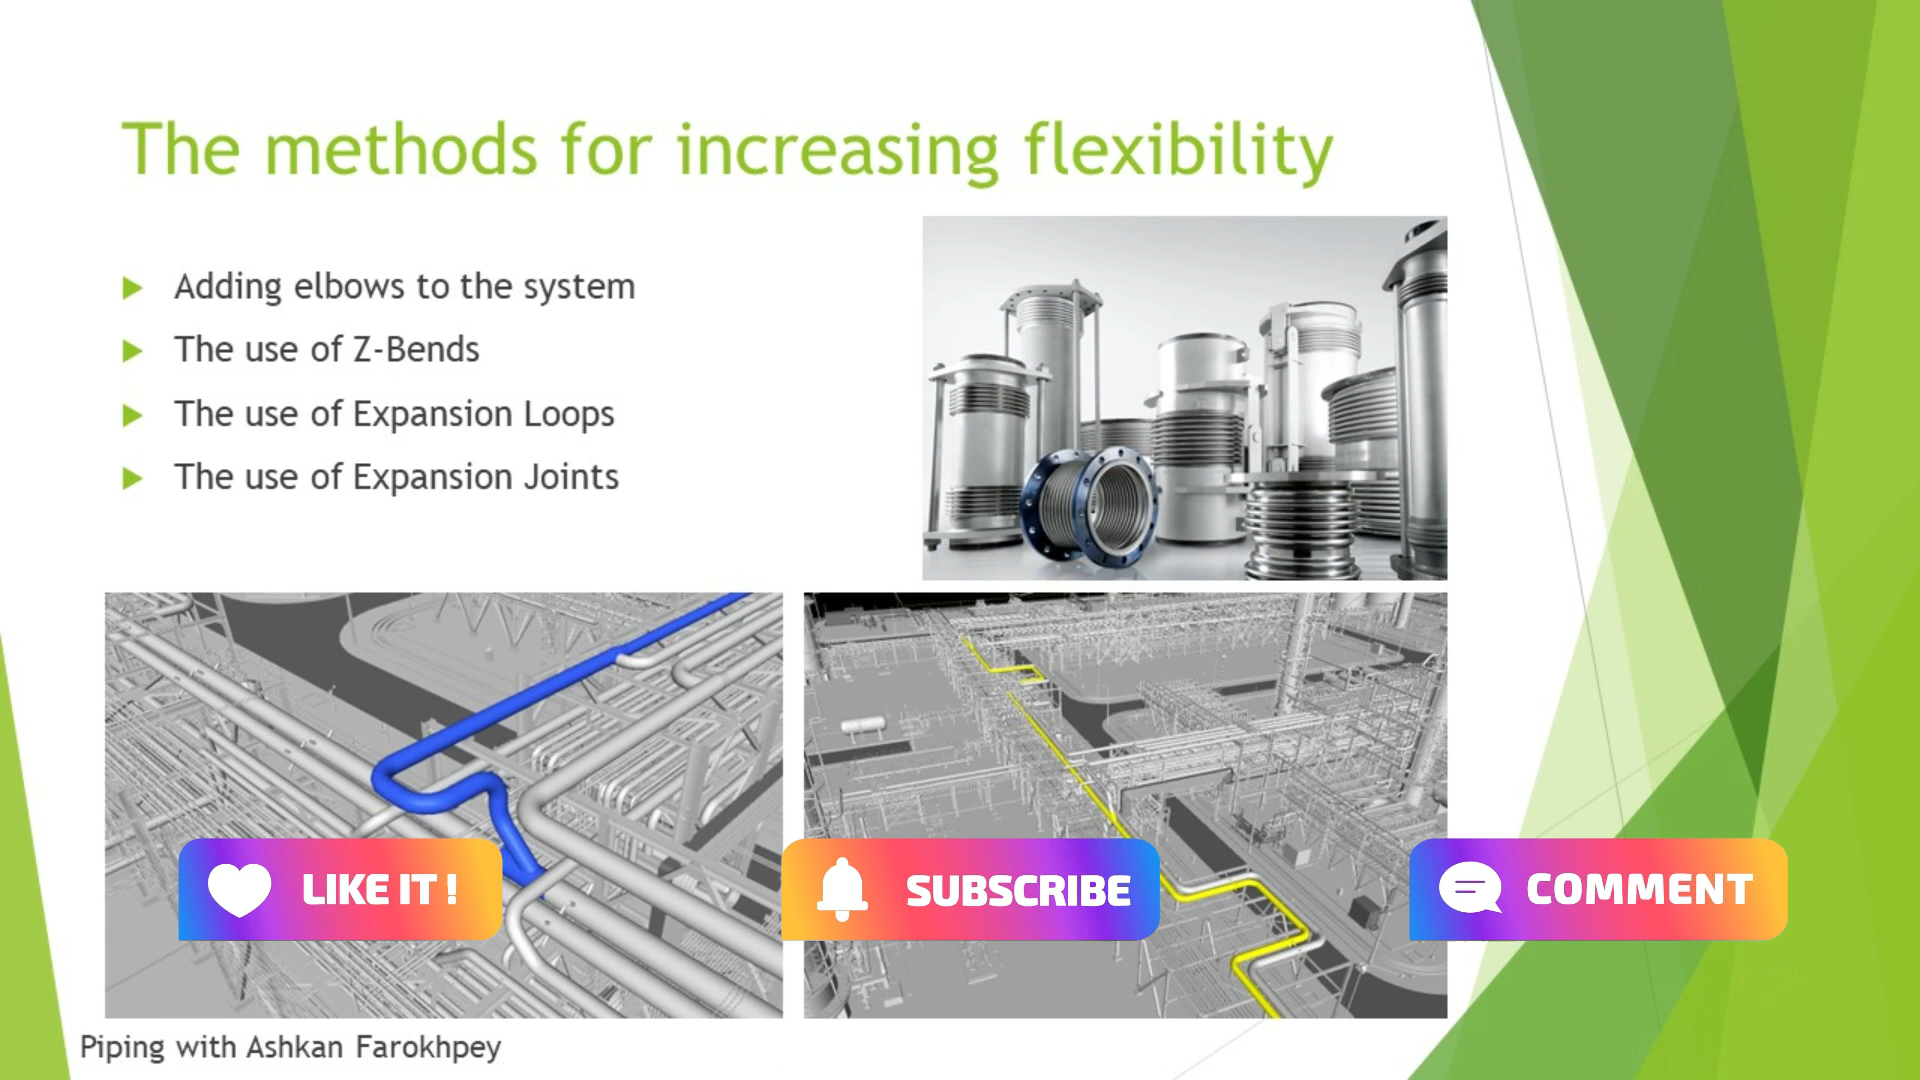 The methods for increasing flexibility
Adding elbows to the system
The use of Z-Bends
The use of Expansion Loops
The use of Expansion Joints
LIKE IT !
SUBSCRIBE
COMMENT
Piping with Ashkan Farokhpey